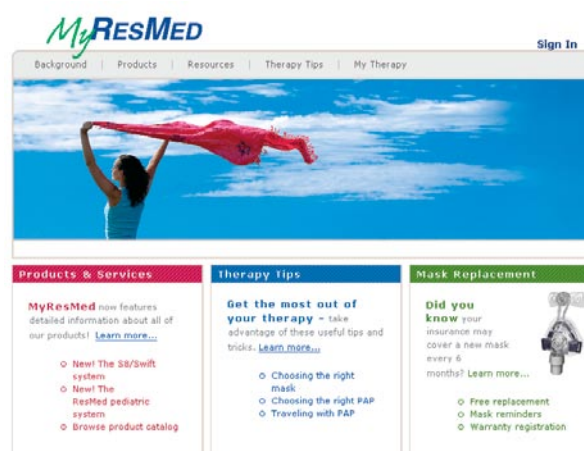 MyResMed
Sign In
Background | Products | Resources | Therapy Tips | My Therapy
Products & Services
MyResMed now features
detailed information about all of
our products! Learn more...
New! The S8/Swift
system
New! The
ResMed pediatric
system
Browse product catalog
Therapy Tips
Get the most out of
your therapy – take
advantage of these useful tips and
tricks. Learn more...
Choosing the right
mask
Choosing the right PAP
Traveling with PAP
Mask Replacement
Did you
know your
insurance may
cover a new mask
every 6
months? Learn more...
Free replacement
Mask reminders
Warranty registration